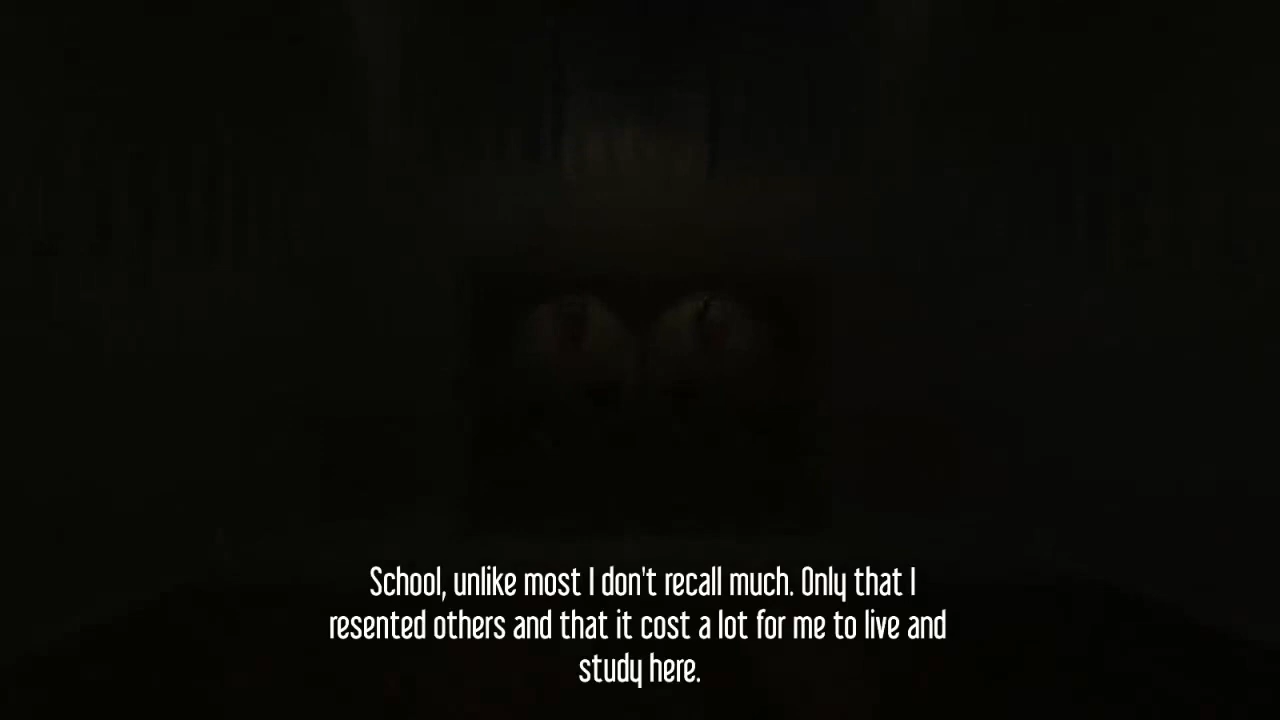 School, unlike most I don't recall much. Only that I
resented others and that it cost a lot for me to live and
study here.